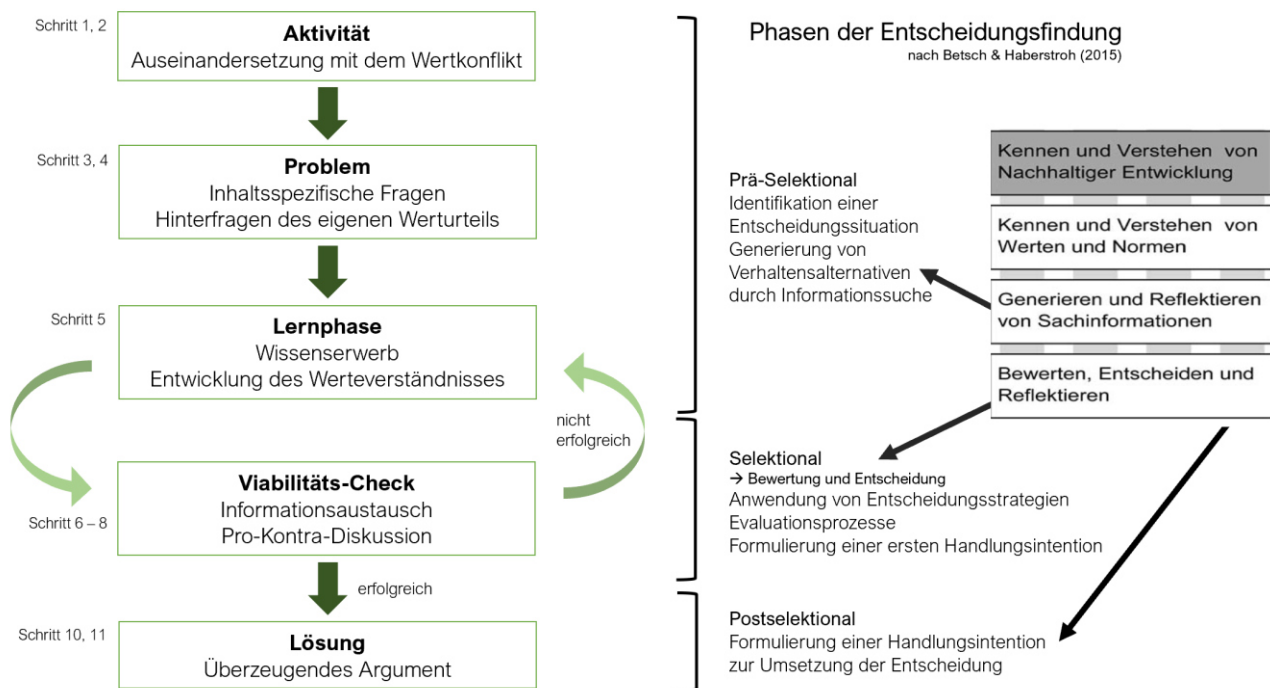 Schritt 1, 2
Aktivität
Auseinandersetzung mit dem Wertkonflikt
Schritt 3, 4
Problem
Inhaltsspezifische Fragen
Hinterfragen des eigenen Werturteils
Schritt 5
Lernphase
Wissenserwerb
Entwicklung des Werteverständnisses
nicht
erfolgreich
Viabilitäts-Check
Informationsaustausch
Pro-Kontra-Diskussion
Schritt 6 – 8
erfolgreich
Schritt 10, 11
Lösung
Überzeugendes Argument
Phasen der Entscheidungsfindung
nach Betsch & Haberstroh (2015)
Prä-Selektional
Identifikation einer
Entscheidungssituation
Generierung von
Verhaltensalternativen
durch Informationssuche
Kennen und Verstehen von
Nachhaltiger Entwicklung
Kennen und Verstehen von
Werten und Normen
Generieren und Reflektieren
von Sachinformationen
Bewerten, Entscheiden und
Reflektieren
Selektional
→ Bewertung und Entscheidung
Anwendung von Entscheidungsstrategien
Evaluationsprozesse
Formulierung einer ersten Handlungsintention
Postselektional
Formulierung einer Handlungsintention
zur Umsetzung der Entscheidung